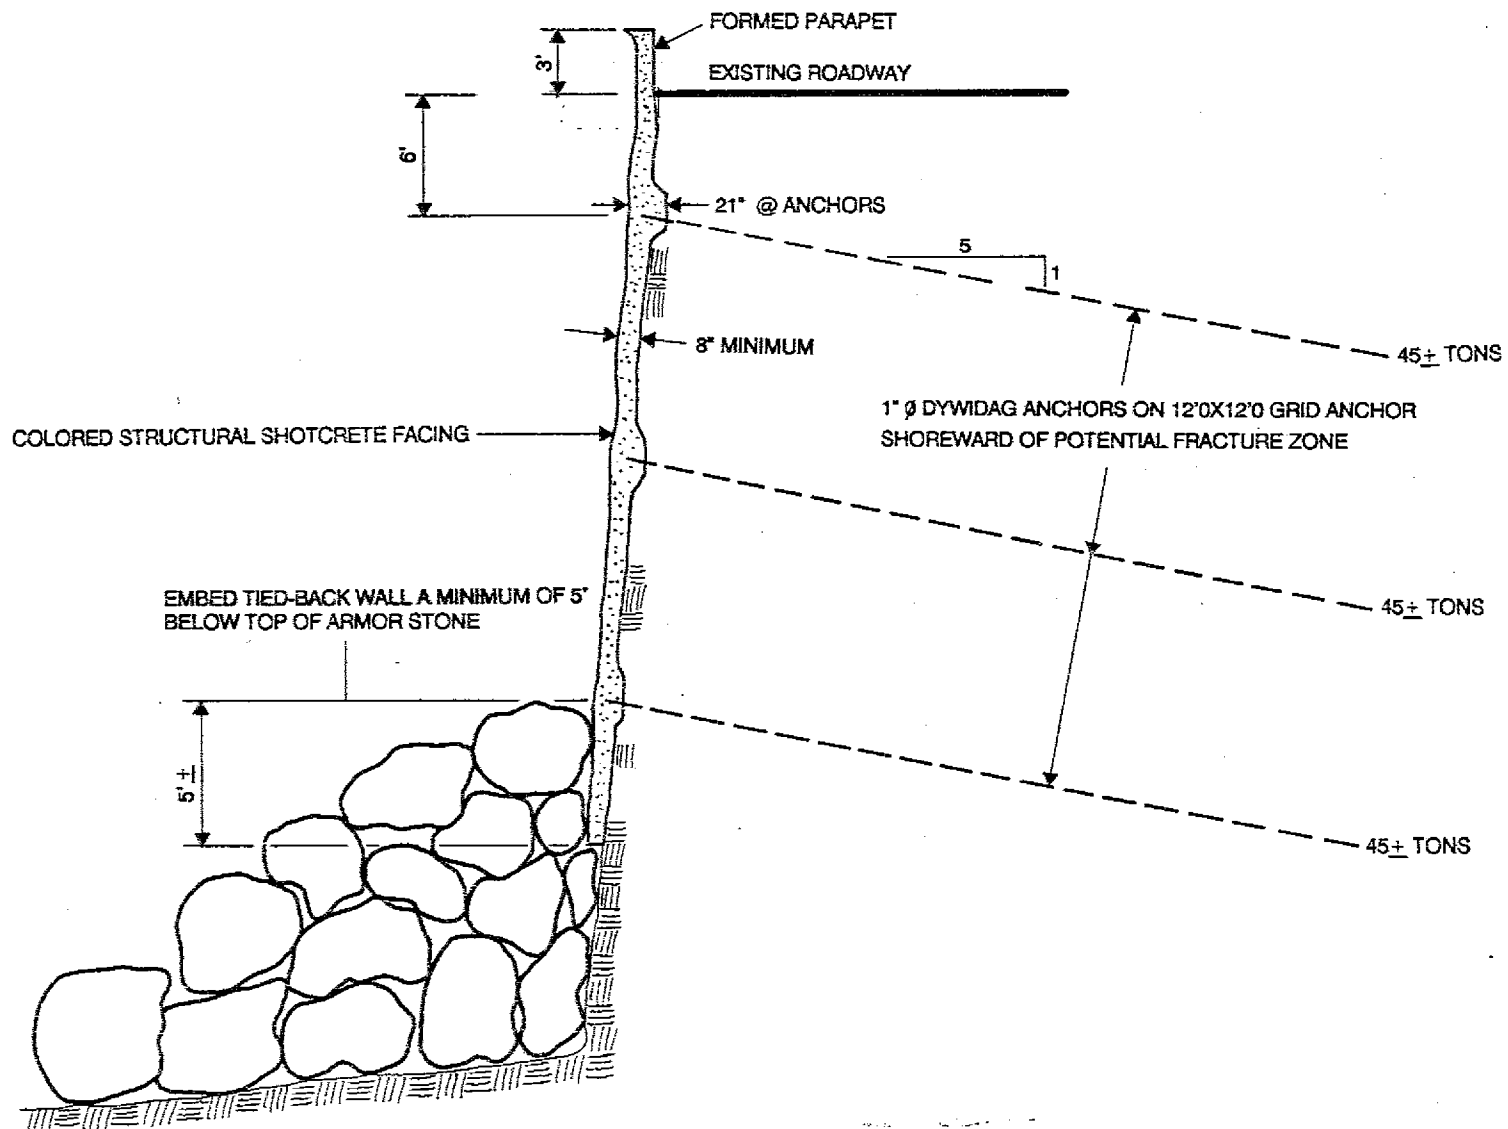 FORMED PARAPET
3'
EXISTING ROADWAY
6'
21" @ ANCHORS
5
1
8" MINIMUM
45± TONS
1" Ø DYWIDAG ANCHORS ON 12'0X12'0 GRID ANCHOR
SHOREWARD OF POTENTIAL FRACTURE ZONE
COLORED STRUCTURAL SHOTCRETE FACING
EMBED TIED-BACK WALL A MINIMUM OF 5'
BELOW TOP OF ARMOR STONE
45± TONS
5' ±
45± TONS